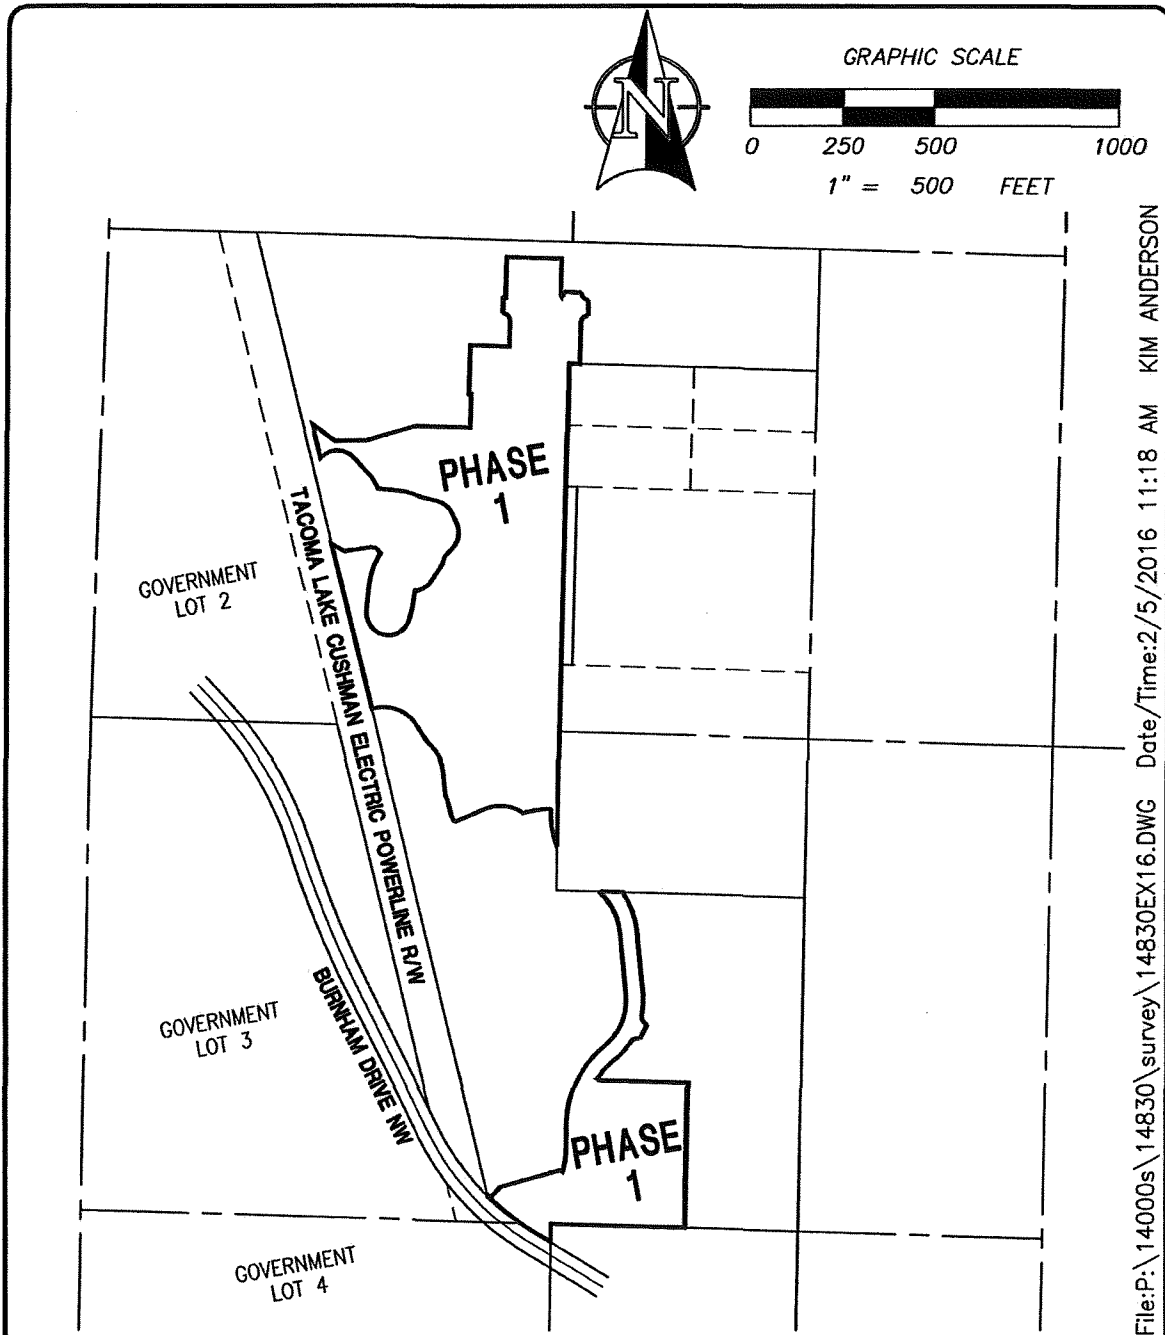 GRAPHIC SCALE
0 250 500 1000
1" = 500 FEET
N
PHASE
1
TACOMA LAKE CUSHMAN ELECTRIC POWERLINE R/W
GOVERNMENT
LOT 2
GOVERNMENT
LOT 3
BURNHAM DRIVE NW
PHASE
1
GOVERNMENT
LOT 4
File:P:\14000s\14830\survey\14830EX16.DWG Date/Time:2/5/2016 11:18 AM KIM ANDERSON